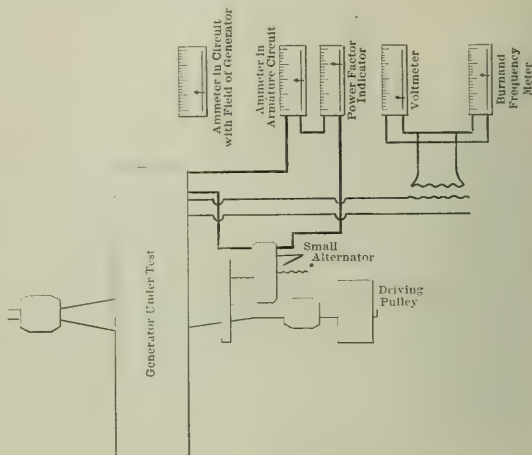 Ammeter in Circuit
with Field of Generator
Ammeter in
Armature Circuit
Power Factor
Indicator
Voltmeter
Burnand
Frequency
Meter
Generator Under Test
Small
Alternator
Driving
Pulley